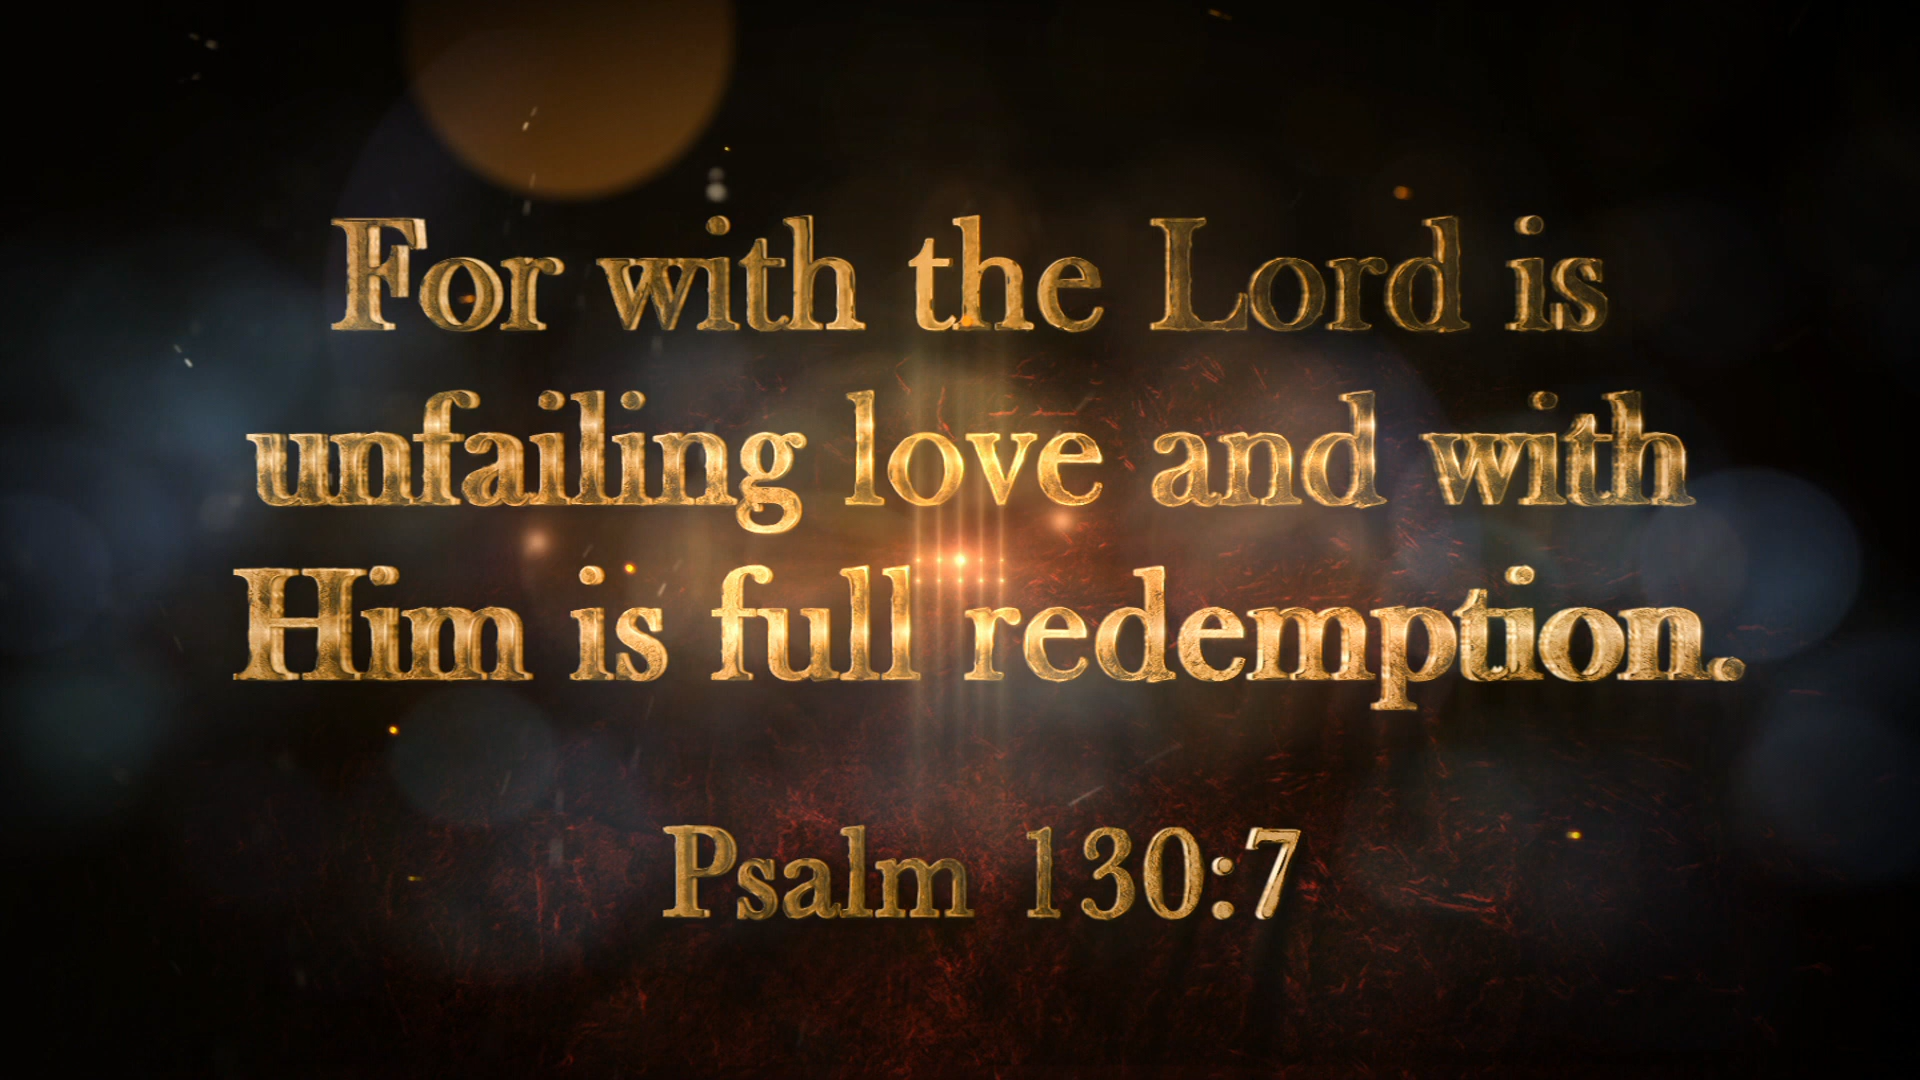 For with the Lord is
unfailing love and with
Him is full redemption.
Psalm 130:7